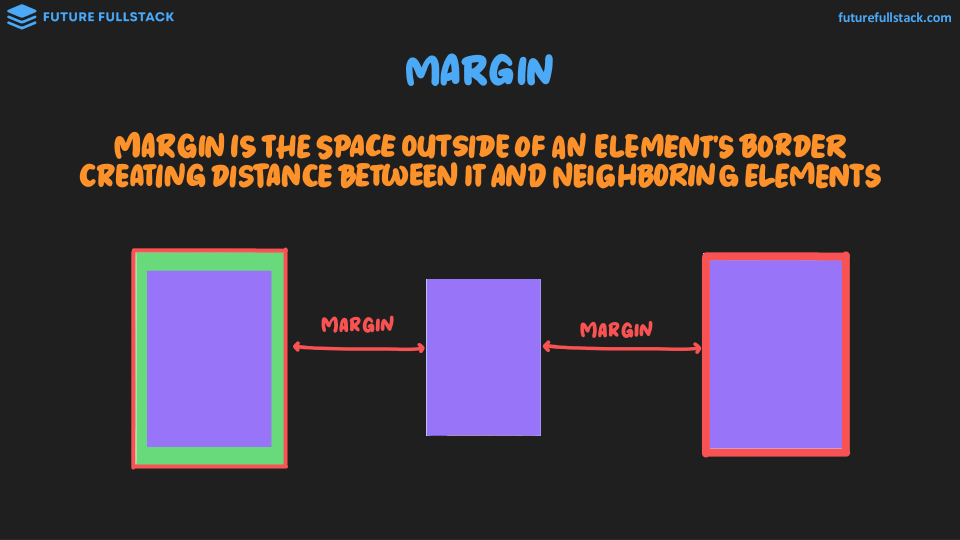 FUTURE FULLSTACK
futurefullstack.com
MARGIN
MARGIN IS THE SPACE OUTSIDE OF AN ELEMENT'S BORDER
CREATING DISTANCE BETWEEN IT AND NEIGHBORING ELEMENTS
MARGIN
MARGIN